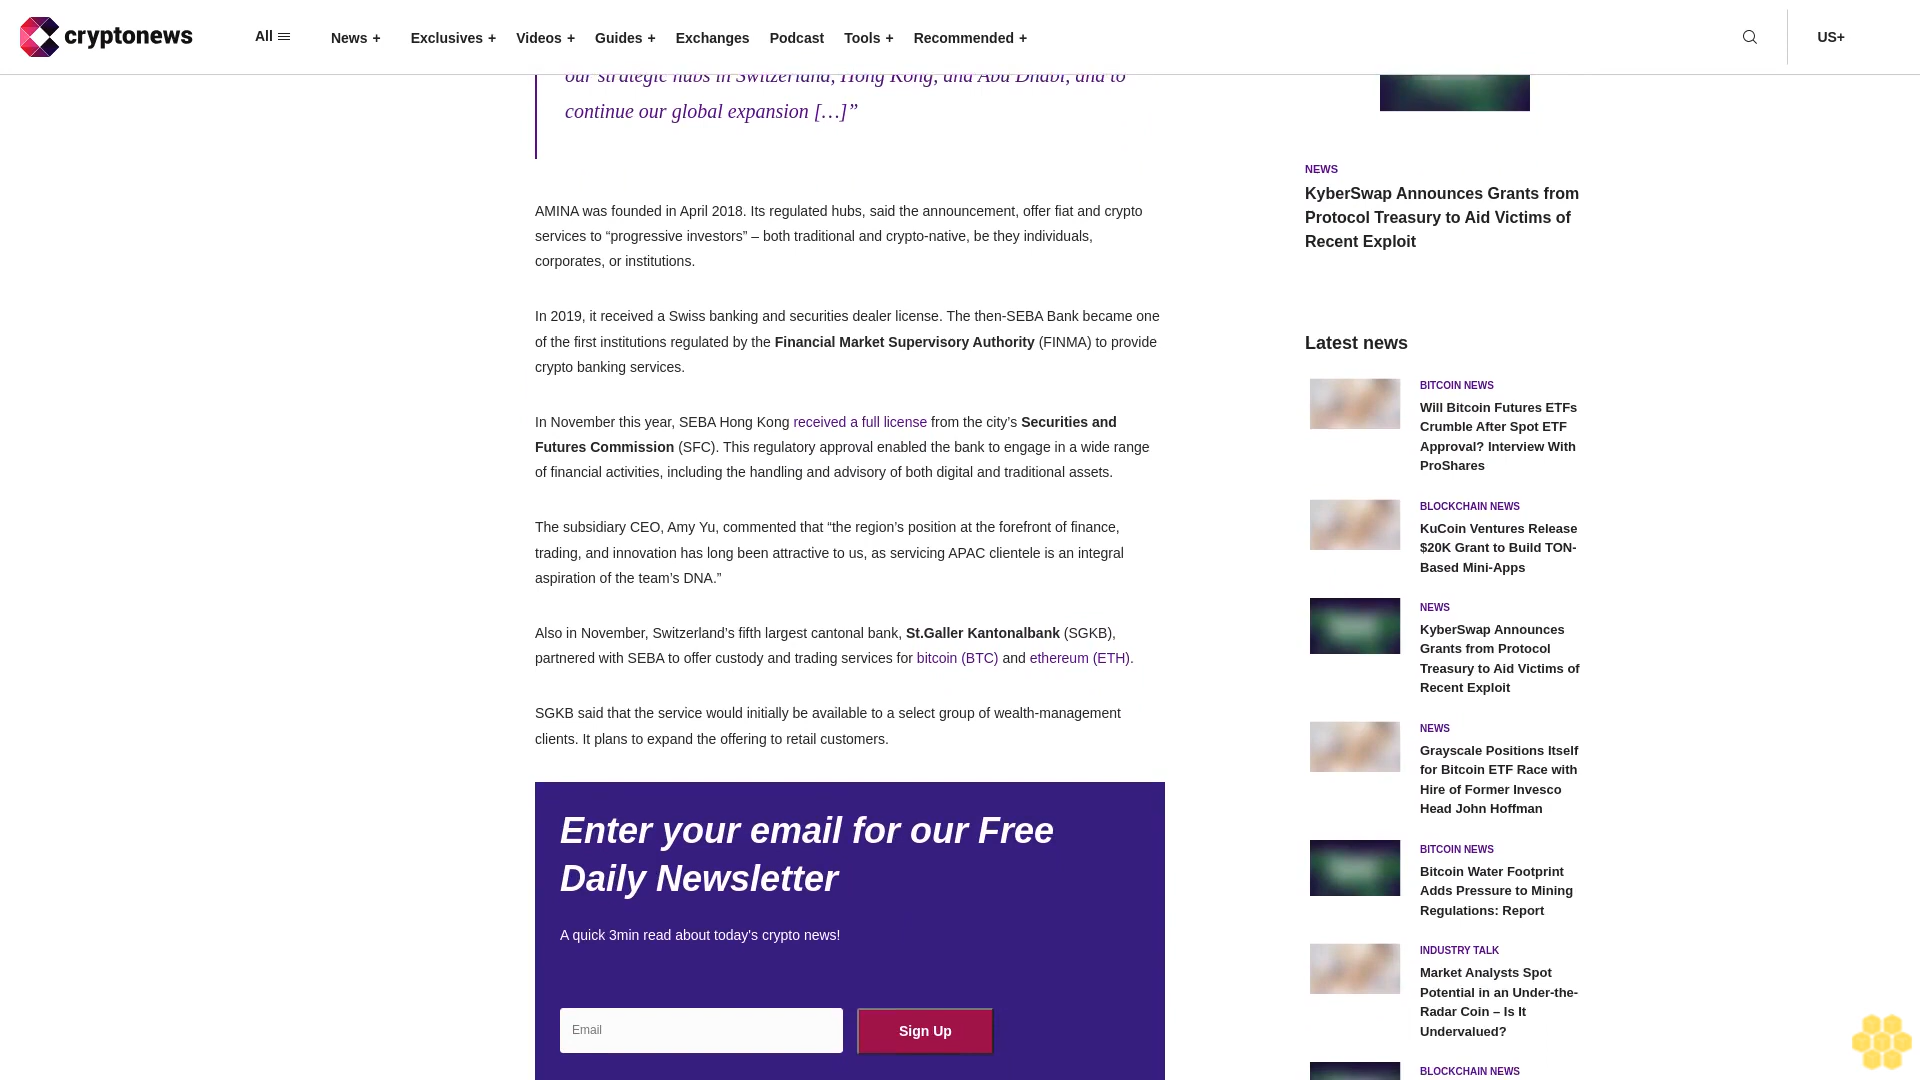 cryptonews
All
News +
Exclusives +
Videos +
Guides +
Exchanges
Podcast
Tools +
Recommended +
US+
our strategic hubs in Switzerland, Hong Kong, and Abu Dhabi, and to
continue our global expansion […]”
AMINA was founded in April 2018. Its regulated hubs, said the announcement, offer fiat and crypto
services to “progressive investors” – both traditional and crypto-native, be they individuals,
corporates, or institutions.
In 2019, it received a Swiss banking and securities dealer license. The then-SEBA Bank became one
of the first institutions regulated by the Financial Market Supervisory Authority (FINMA) to provide
crypto banking services.
In November this year, SEBA Hong Kong received a full license from the city’s Securities and
Futures Commission (SFC). This regulatory approval enabled the bank to engage in a wide range
of financial activities, including the handling and advisory of both digital and traditional assets.
The subsidiary CEO, Amy Yu, commented that “the region’s position at the forefront of finance,
trading, and innovation has long been attractive to us, as servicing APAC clientele is an integral
aspiration of the team’s DNA.”
Also in November, Switzerland’s fifth largest cantonal bank, St.Galler Kantonalbank (SGKB),
partnered with SEBA to offer custody and trading services for bitcoin (BTC) and ethereum (ETH).
SGKB said that the service would initially be available to a select group of wealth-management
clients. It plans to expand the offering to retail customers.
Enter your email for our Free
Daily Newsletter
A quick 3min read about today's crypto news!
Email
Sign Up
NEWS
KyberSwap Announces Grants from
Protocol Treasury to Aid Victims of
Recent Exploit
Latest news
BITCOIN NEWS
Will Bitcoin Futures ETFs
Crumble After Spot ETF
Approval? Interview With
ProShares
BLOCKCHAIN NEWS
KuCoin Ventures Release
$20K Grant to Build TON-
Based Mini-Apps
NEWS
KyberSwap Announces
Grants from Protocol
Treasury to Aid Victims of
Recent Exploit
NEWS
Grayscale Positions Itself
for Bitcoin ETF Race with
Hire of Former Invesco
Head John Hoffman
BITCOIN NEWS
Bitcoin Water Footprint
Adds Pressure to Mining
Regulations: Report
INDUSTRY TALK
Market Analysts Spot
Potential in an Under-the-
Radar Coin – Is It
Undervalued?
BLOCKCHAIN NEWS